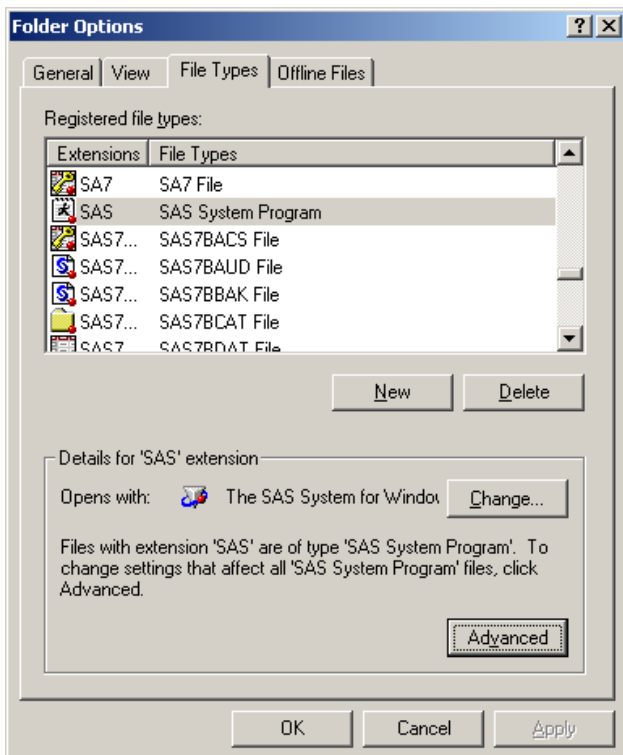 Folder Options
General View File Types Offline Files
Registered file types:
Extensions File Types
SA7 SA7 File
SAS SAS System Program
SAS7... SAS7BACS File
SAS7... SAS7BAUD File
SAS7... SAS7BBAK File
SAS7... SAS7BCAT File
SAS7 SAS7BDAT File
New Delete
Details for 'SAS' extension
Opens with: The SAS System for Window Change...
Files with extension 'SAS' are of type 'SAS System Program'. To
change settings that affect all 'SAS System Program' files, click
Advanced.
Advanced
OK Cancel Apply